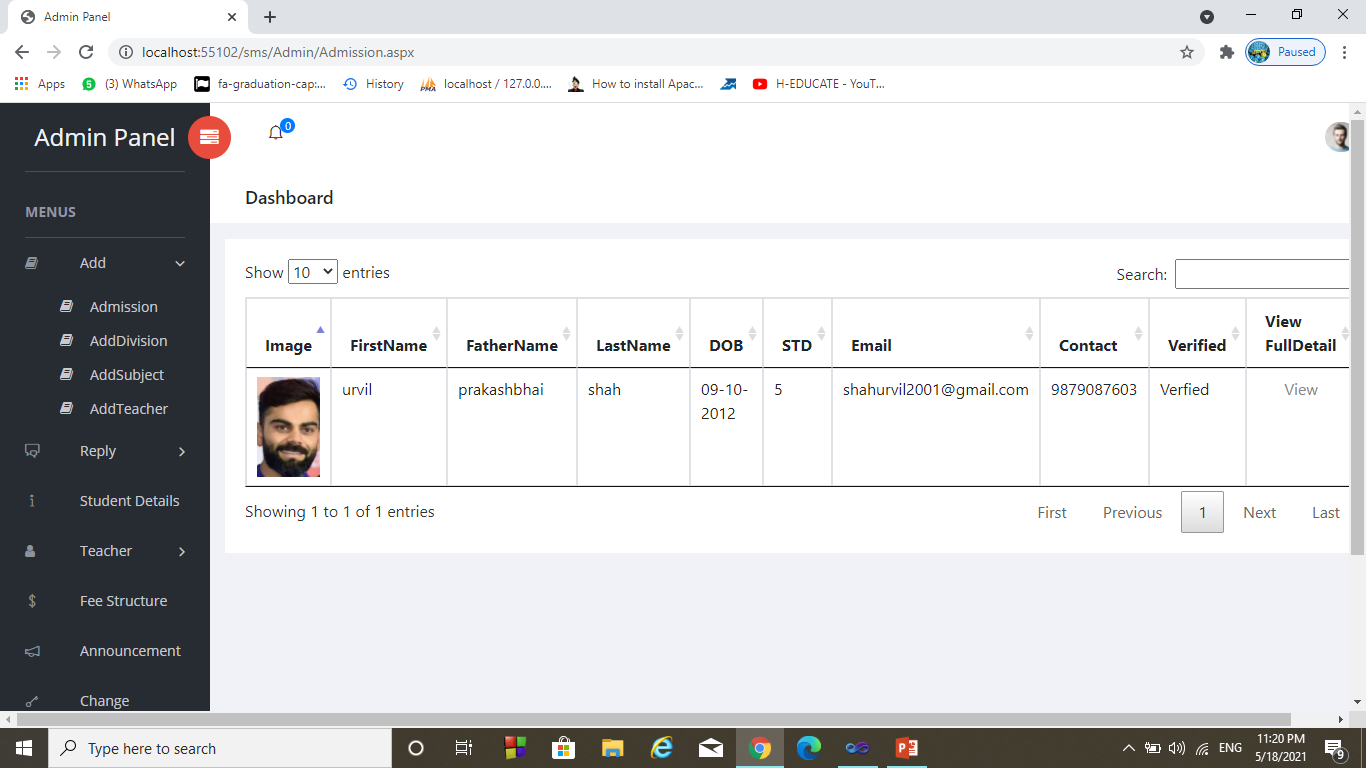 Admin Panel
localhost:55102/sms/Admin/Admission.aspx
Paused
Apps
5
(3) WhatsApp
fa-graduation-cap:...
History
PMA
localhost / 127.0.0....
How to install Apac...
H-EDUCATE - YouT...
Admin Panel
0
Dashboard
MENUS
Add
Admission
AddDivision
AddSubject
AddTeacher
Reply
Student Details
Teacher
Fee Structure
Announcement
Change
Show 10 entries
Search:
Image FirstName FatherName LastName DOB STD Email Contact Verified View FullDetail
urvil prakashbhai shah 09-10-2012 5 shahurvil2001@gmail.com 9879087603 Verfied View
Showing 1 to 1 of 1 entries
First Previous 1 Next Last
Type here to search
ENG
11:20 PM
5/18/2021
9